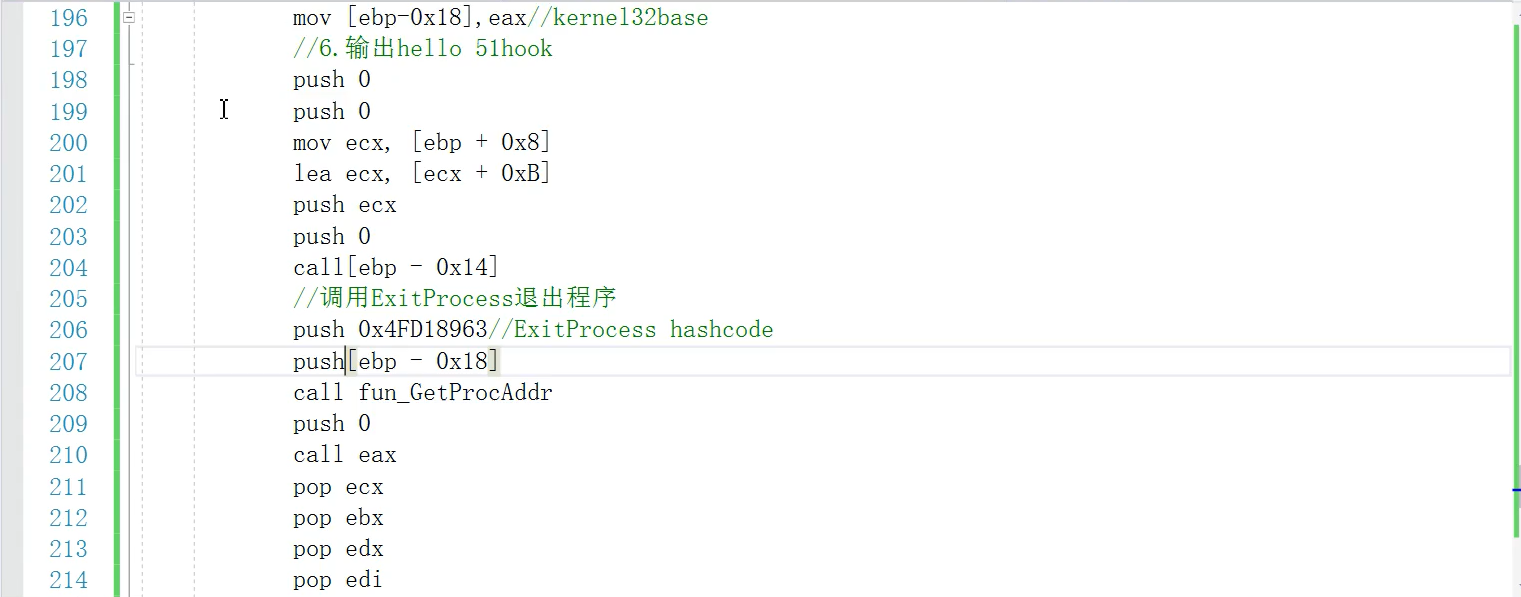 196 mov [ebp-0x18],eax//kernel32base
197 //6.输出hello 51hook
198 push 0
199 push 0
200 mov ecx, [ebp + 0x8]
201 lea ecx, [ecx + 0xB]
202 push ecx
203 push 0
204 call[ebp - 0x14]
205 //调用ExitProcess退出程序
206 push 0x4FD18963//ExitProcess hashcode
207 push[ebp - 0x18]
208 call fun_GetProcAddr
209 push 0
210 call eax
211 pop ecx
212 pop ebx
213 pop edx
214 pop edi